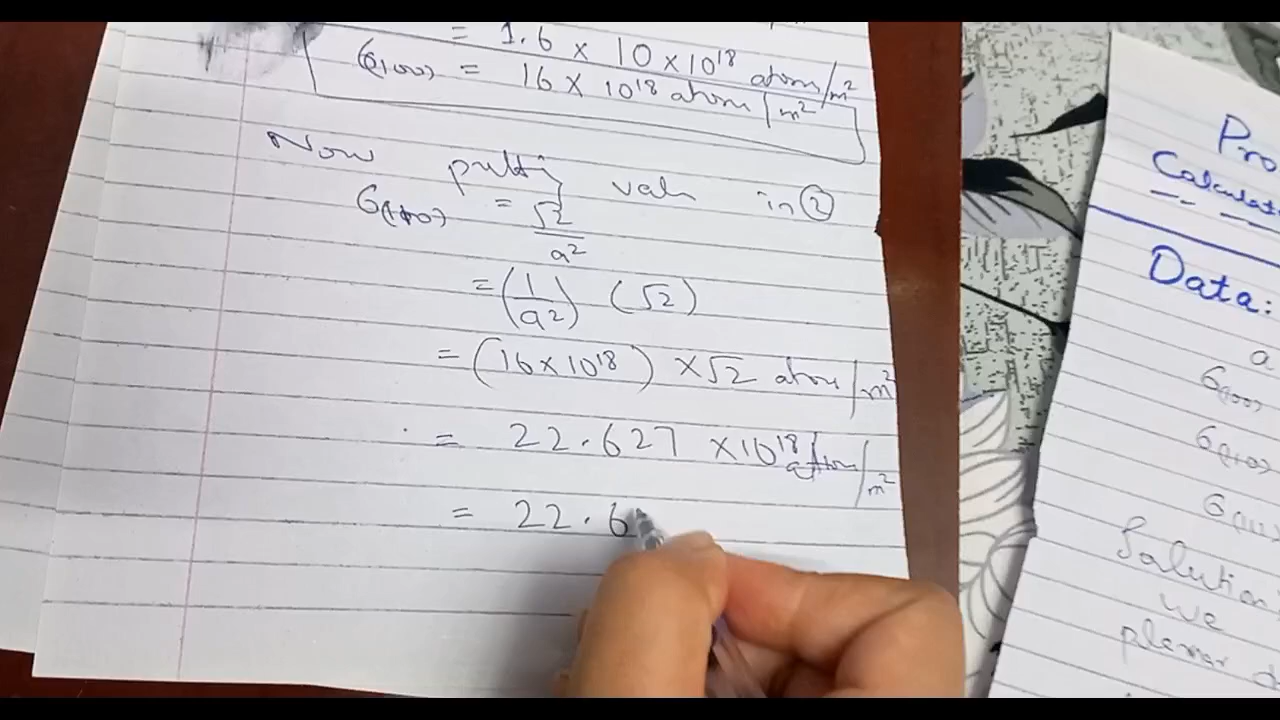 = 1.6 × 10 × 10¹⁸ atom/m²
σ(100) = 16 × 10¹⁸ atom/m²
Now putting in ②
σ(110) = √2/a²
= (1/a²) (√2)
= (16×10¹⁸) ×√2 atom/m²
= 22.627 ×10¹⁸ atom/m²
= 22.6
Pro
Calculat
Data:
a
σ(100)
σ(110)
σ(111)
Solution
we
planar d